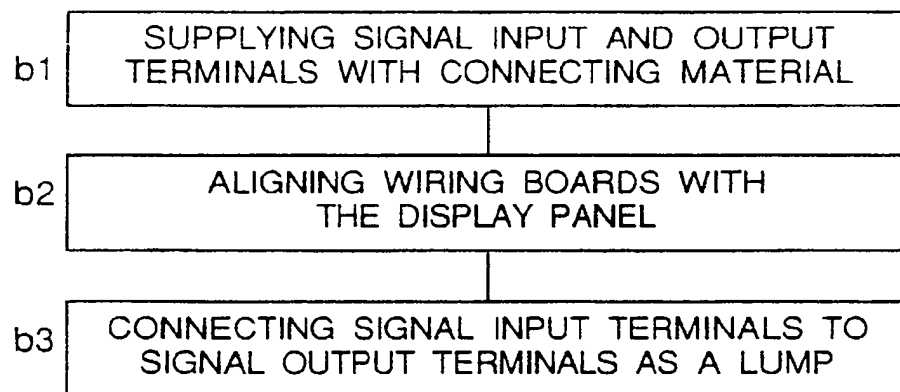 b1
SUPPLYING SIGNAL INPUT AND OUTPUT
TERMINALS WITH CONNECTING MATERIAL
b2
ALIGNING WIRING BOARDS WITH
THE DISPLAY PANEL
b3
CONNECTING SIGNAL INPUT TERMINALS TO
SIGNAL OUTPUT TERMINALS AS A LUMP